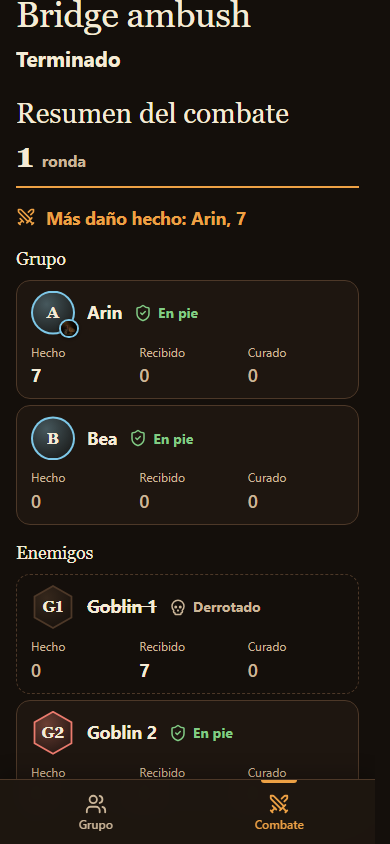 Bridge ambush
Terminado
Resumen del combate
1 ronda
Más daño hecho: Arin, 7
Grupo
A Arin En pie
Hecho Recibido Curado
7 0 0
B Bea En pie
Hecho Recibido Curado
0 0 0
Enemigos
G1 Goblin 1 Derrotado
Hecho Recibido Curado
0 7 0
G2 Goblin 2 En pie
Hecho Recibido Curado
Grupo Combate